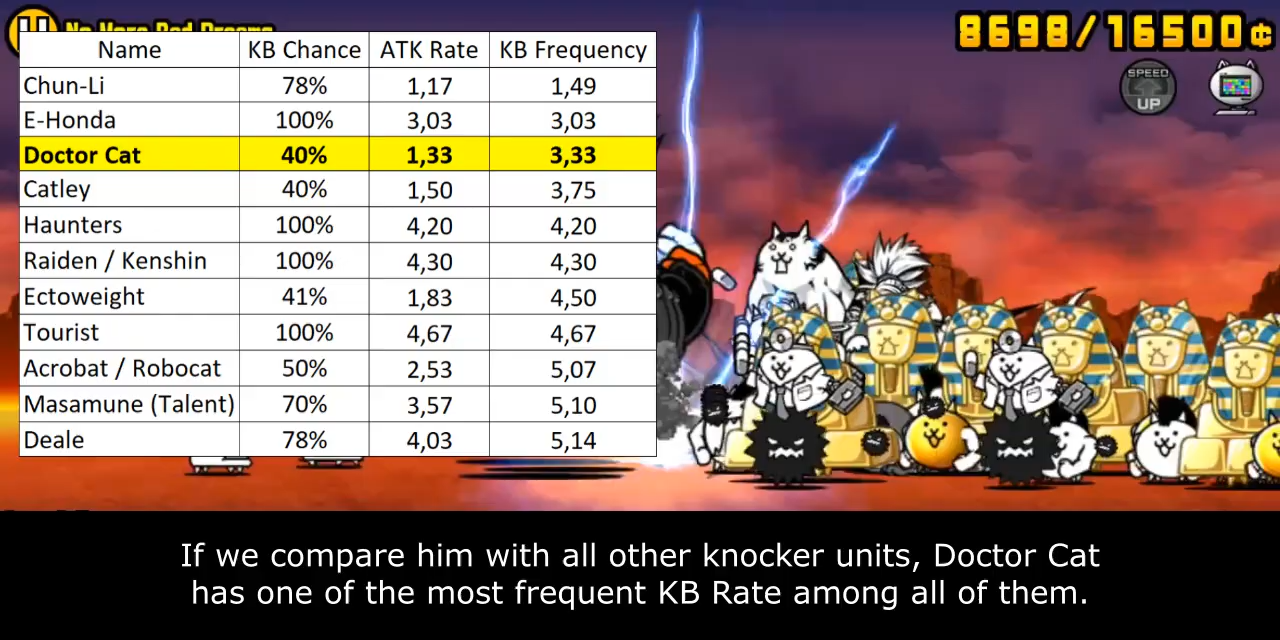 8698/16500¢
SPEED
UP
Name KB Chance ATK Rate KB Frequency
Chun-Li 78% 1,17 1,49
E-Honda 100% 3,03 3,03
Doctor Cat 40% 1,33 3,33
Catley 40% 1,50 3,75
Haunters 100% 4,20 4,20
Raiden / Kenshin 100% 4,30 4,30
Ectoweight 41% 1,83 4,50
Tourist 100% 4,67 4,67
Acrobat / Robocat 50% 2,53 5,07
Masamune (Talent) 70% 3,57 5,10
Deale 78% 4,03 5,14
If we compare him with all other knocker units, Doctor Cat
has one of the most frequent KB Rate among all of them.